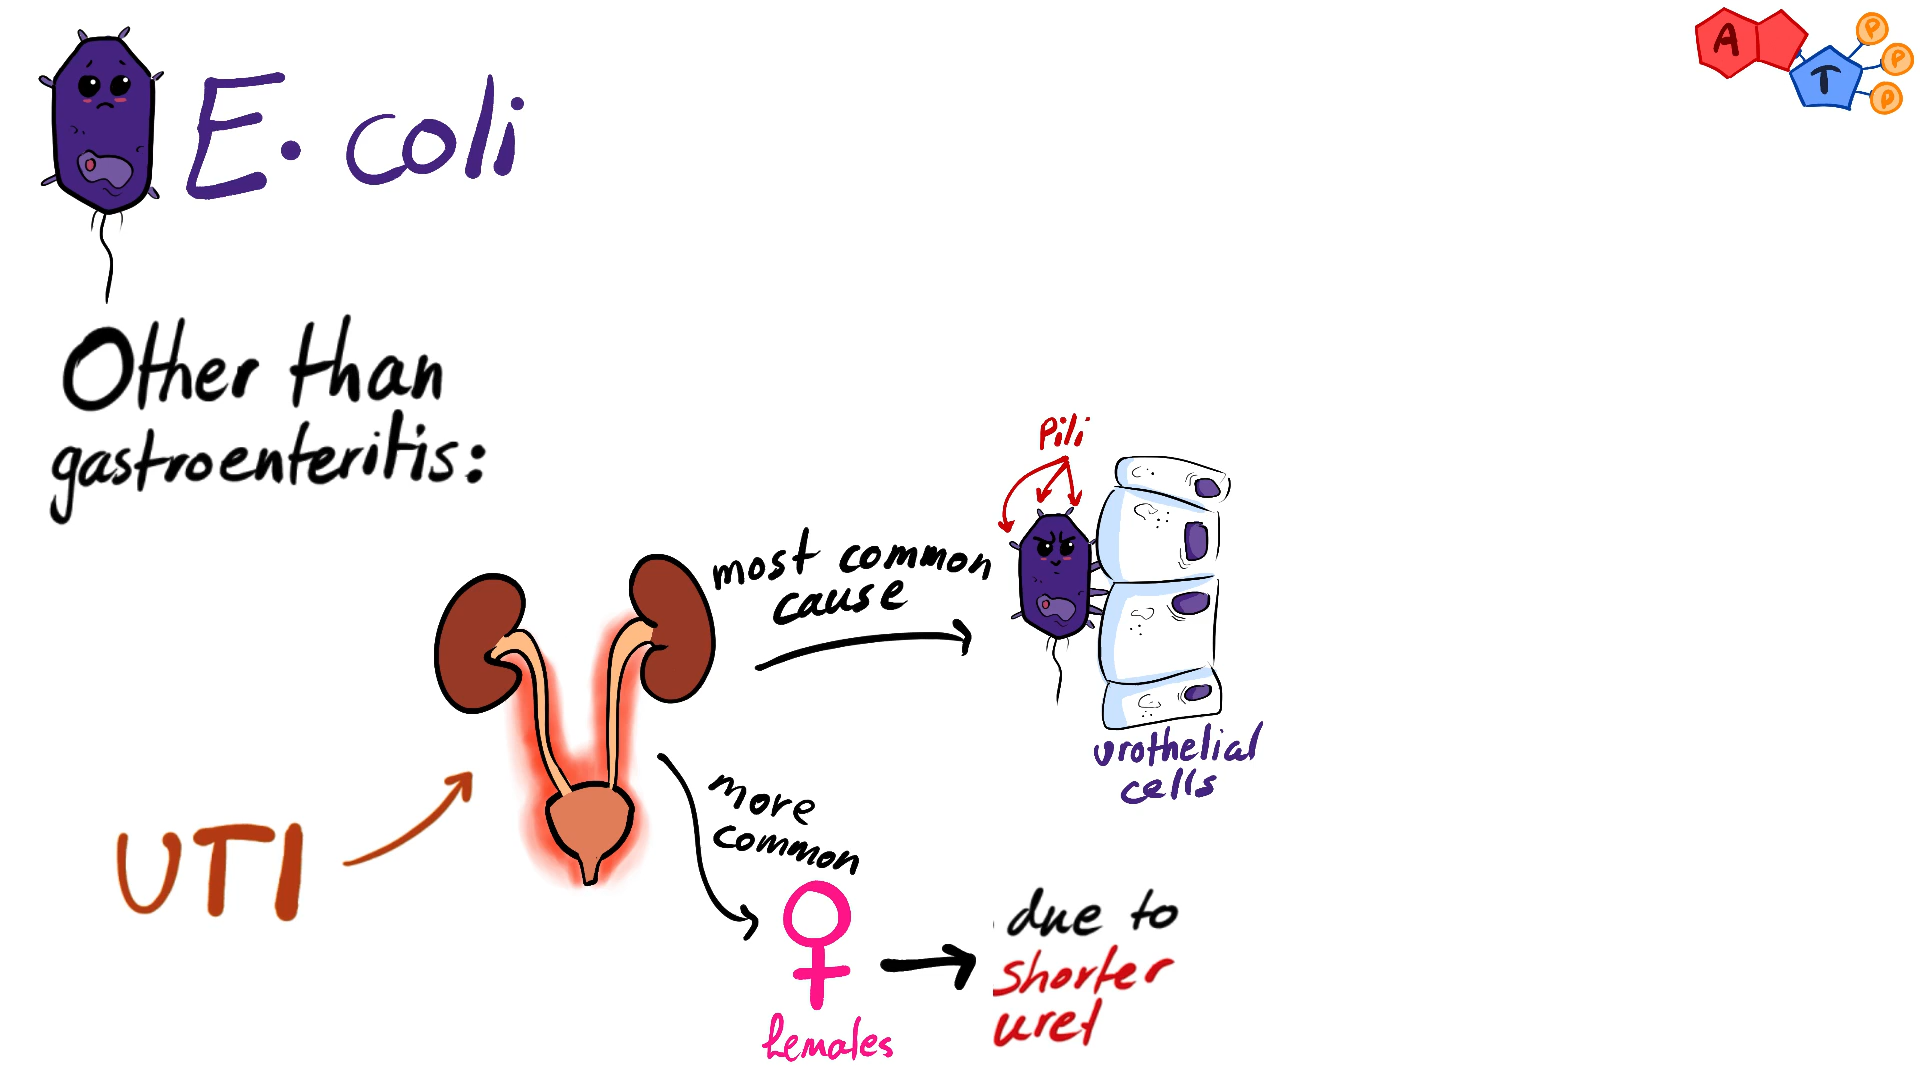 E. coli
A
T
P
P
P
Other than
gastroenteritis:
Pili
most common
cause
urothelial
cells
UTI
more
common
females
due to
shorter
uret